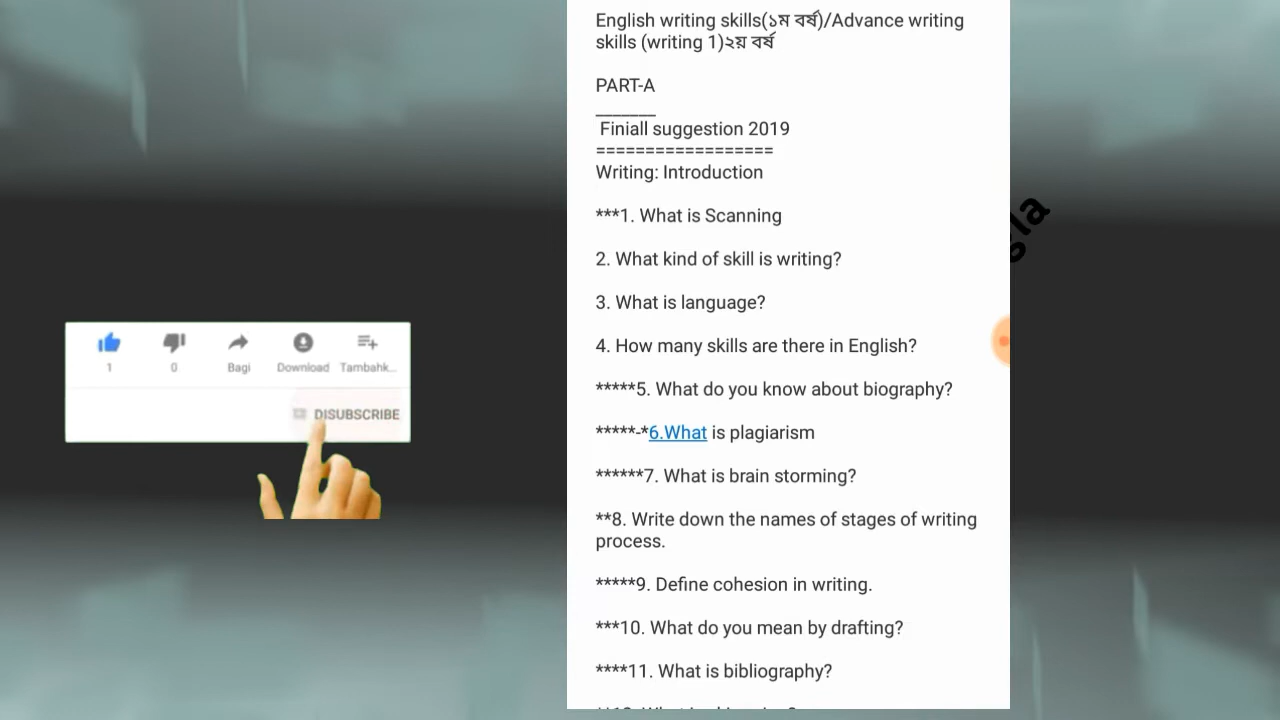 English writing skills(১ম বর্ষ)/Advance writing
skills (writing 1)২য় বর্ষ
PART-A
_______
Finiall suggestion 2019
==================
Writing: Introduction
***1. What is Scanning
2. What kind of skill is writing?
3. What is language?
4. How many skills are there in English?
*****5. What do you know about biography?
*****-*6.What is plagiarism
******7. What is brain storming?
**8. Write down the names of stages of writing
process.
*****9. Define cohesion in writing.
***10. What do you mean by drafting?
****11. What is bibliography?
1 0 Bagi Download Tambahk...
DISUBSCRIBE